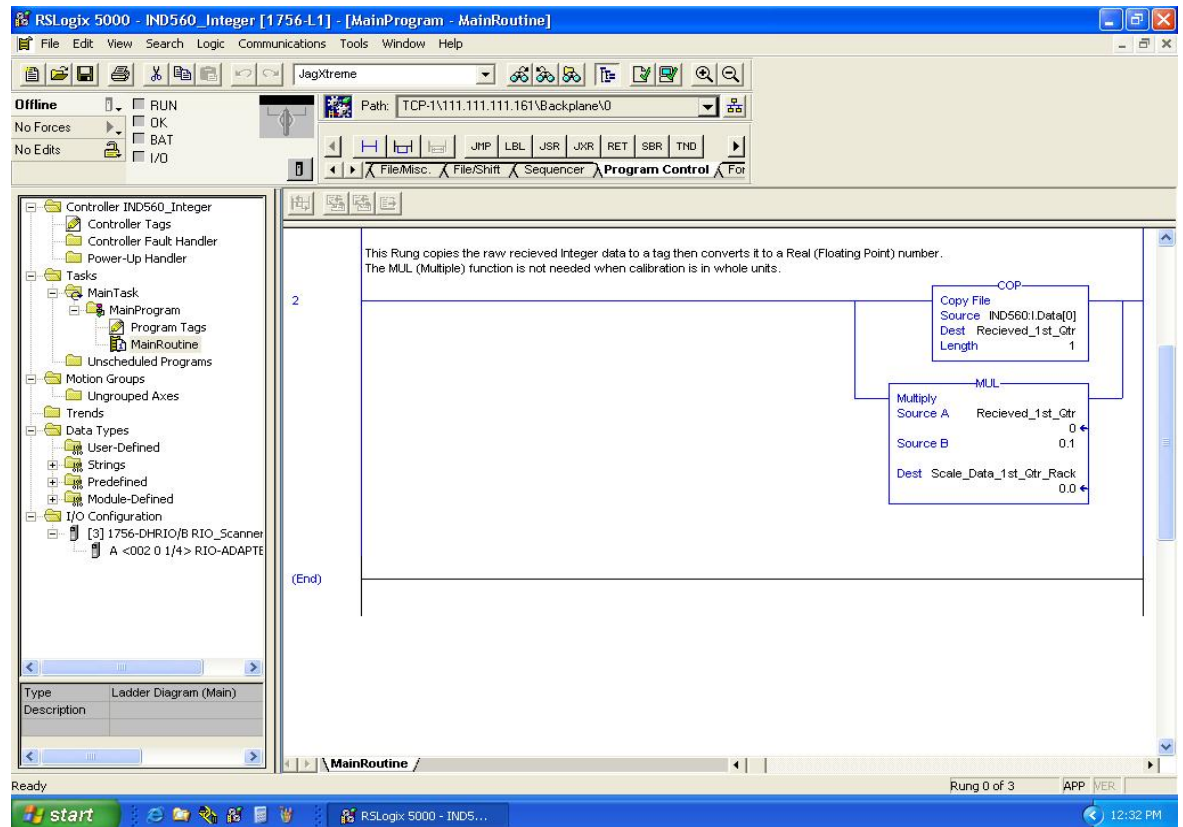 RSLogix 5000 - IND560_Integer [1756-L1] - [MainProgram - MainRoutine]
File Edit View Search Logic Communications Tools Window Help
JagXtreme
Offline
RUN
No Forces
OK
No Edits
BAT
I/O
Path: TCP-1\111.111.111.161\Backplane\0
JMP LBL JSR JXR RET SBR TND
File/Misc. File/Shift Sequencer Program Control For
Controller IND560_Integer
Controller Tags
Controller Fault Handler
Power-Up Handler
Tasks
MainTask
MainProgram
Program Tags
MainRoutine
Unscheduled Programs
Motion Groups
Ungrouped Axes
Trends
Data Types
User-Defined
Strings
Predefined
Module-Defined
I/O Configuration
[3] 1756-DHRIO/B RIO_Scanner
A <002 0 1/4> RIO-ADAPTE
Type Ladder Diagram (Main)
Description
This Rung copies the raw recieved Integer data to a tag then converts it to a Real (Floating Point) number.
The MUL (Multiple) function is not needed when calibration is in whole units.
2
COP
Copy File
Source IND560:I.Data[0]
Dest Recieved_1st_Qtr
Length 1
MUL
Multiply
Source A Recieved_1st_Qtr
0
Source B 0.1
Dest Scale_Data_1st_Qtr_Rack
0.0
(End)
MainRoutine
Ready
Rung 0 of 3 APP VER
start
RSLogix 5000 - IND5...
12:32 PM